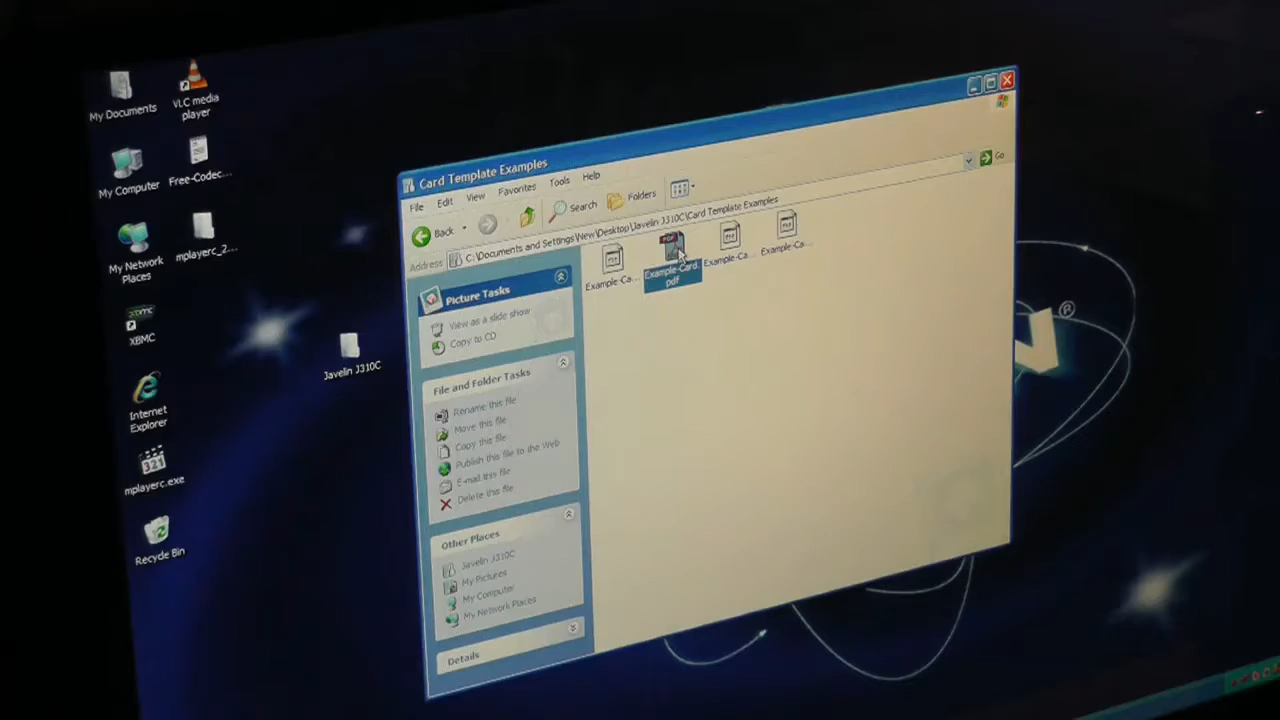 My Documents
VLC media
player
My Computer
Free-Codec...
My Network
Places
mplayerc_2...
XBMC
Javelin J310C
Internet
Explorer
mplayerc.exe
Recycle Bin
Card Template Examples
File Edit View Favorites Tools Help
Back Search Folders
Address C:\Documents and Settings\New\Desktop\Javelin J310C\Card Template Examples Go
Picture Tasks
View as a slide show
Copy to CD
File and Folder Tasks
Rename this file
Move this file
Copy this file
Publish this file to the Web
E-mail this file
Delete this file
Other Places
Javelin J310C
My Pictures
My Computer
My Network Places
Details
Example-Ca...
PDF
Example-Card.
pdf
Example-Ca...
Example-Ca...
®